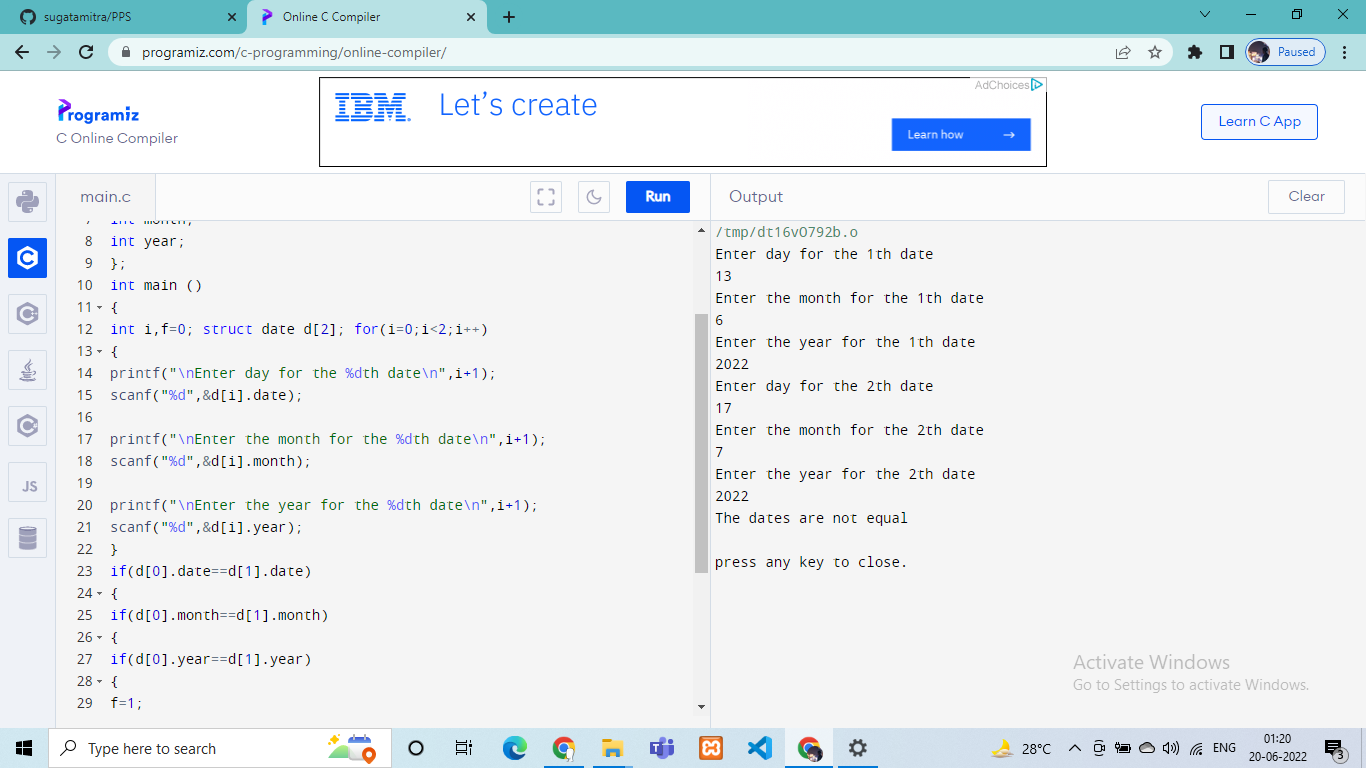 sugatamitra/PPS
Online C Compiler
programiz.com/c-programming/online-compiler/
Paused
Programiz
C Online Compiler
IBM
Let's create
AdChoices
Learn how →
Learn C App
main.c
Run
Output
Clear
7 int month;
8 int year;
9 };
10 int main ()
11 {
12 int i,f=0; struct date d[2]; for(i=0;i<2;i++)
13 {
14 printf("\nEnter day for the %dth date\n",i+1);
15 scanf("%d",&d[i].date);
16
17 printf("\nEnter the month for the %dth date\n",i+1);
18 scanf("%d",&d[i].month);
19
20 printf("\nEnter the year for the %dth date\n",i+1);
21 scanf("%d",&d[i].year);
22 }
23 if(d[0].date==d[1].date)
24 {
25 if(d[0].month==d[1].month)
26 {
27 if(d[0].year==d[1].year)
28 {
29 f=1;
JS
/tmp/dt16vO792b.o
Enter day for the 1th date
13
Enter the month for the 1th date
6
Enter the year for the 1th date
2022
Enter day for the 2th date
17
Enter the month for the 2th date
7
Enter the year for the 2th date
2022
The dates are not equal
press any key to close.
Activate Windows
Go to Settings to activate Windows.
Type here to search
28°C
ENG
01:20
20-06-2022
3